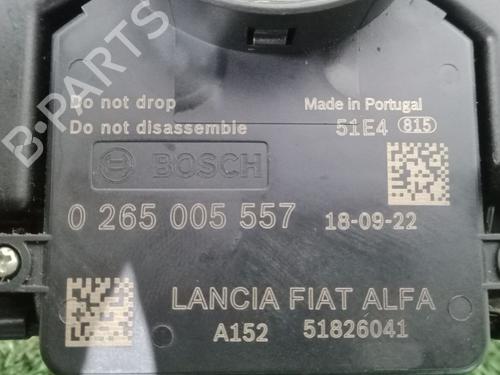 B-PARTS
Do not drop
Made in Portugal
Do not disassemble
51E4 815
BOSCH
0 265 005 557
18-09-22
LANCIA FIAT ALFA
A152 51826041